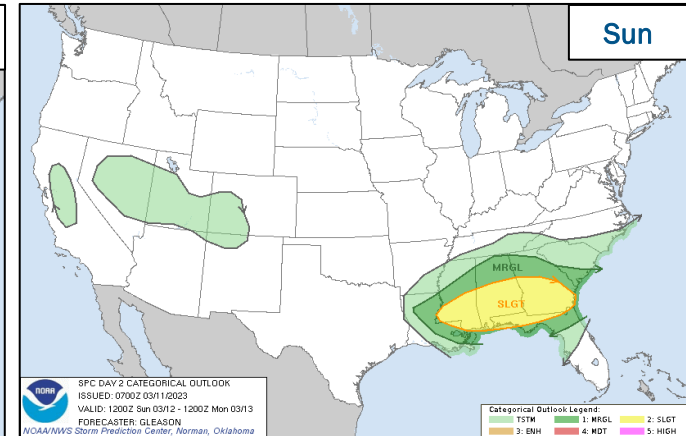 Sun
MRGL
SLGT
SPC DAY 2 CATEGORICAL OUTLOOK
ISSUED: 0700Z 03/11/2023
VALID: 1200Z Sun 03/12 - 1200Z Mon 03/13
FORECASTER: GLEASON
NOAA
NOAA/NWS Storm Prediction Center, Norman, Oklahoma
Categorical Outlook Legend:
TSTM 1: MRGL 2: SLGT
3: ENH 4: MDT 5: HIGH